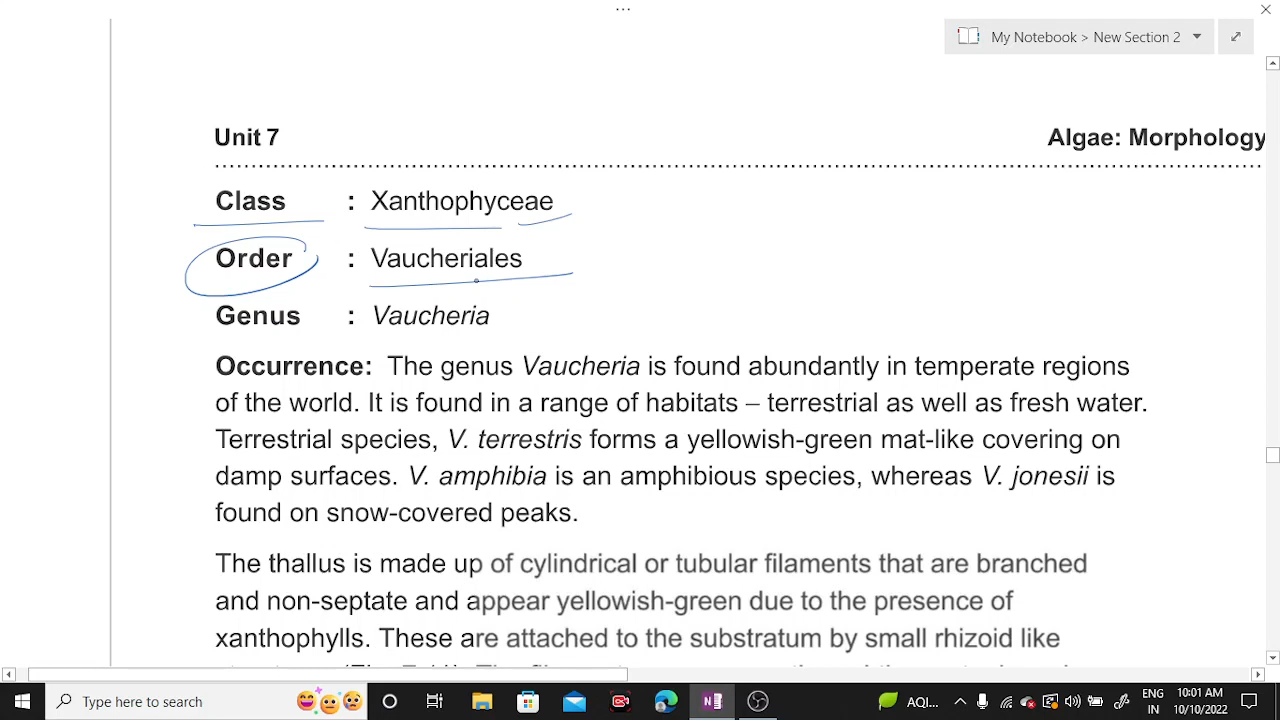 My Notebook > New Section 2
Unit 7 Algae: Morphology
Class : Xanthophyceae
Order : Vaucheriales
Genus : Vaucheria
Occurrence: The genus Vaucheria is found abundantly in temperate regions
of the world. It is found in a range of habitats – terrestrial as well as fresh water.
Terrestrial species, V. terrestris forms a yellowish-green mat-like covering on
damp surfaces. V. amphibia is an amphibious species, whereas V. jonesii is
found on snow-covered peaks.
The thallus is made up of cylindrical or tubular filaments that are branched
and non-septate and appear yellowish-green due to the presence of
xanthophylls. These are attached to the substratum by small rhizoid like
Type here to search
AQI...
ENG
IN
10:01 AM
10/10/2022